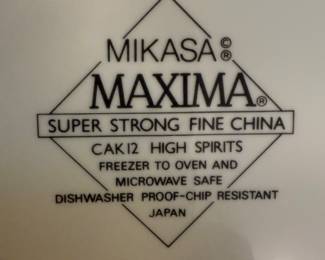 MIKASA©®
MAXIMA®
SUPER STRONG FINE CHINA
CAK12 HIGH SPIRITS
FREEZER TO OVEN AND
MICROWAVE SAFE
DISHWASHER PROOF-CHIP RESISTANT
JAPAN